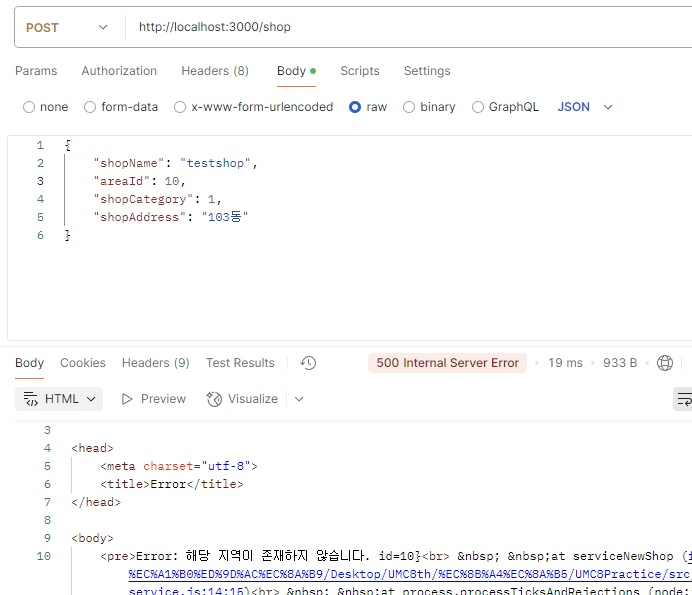 POST http://localhost:3000/shop
Params Authorization Headers (8) Body Scripts Settings
none form-data x-www-form-urlencoded raw binary GraphQL JSON
1 {
2 "shopName": "testshop",
3 "areaId": 10,
4 "shopCategory": 1,
5 "shopAddress": "103동"
6 }
Body Cookies Headers (9) Test Results 500 Internal Server Error • 19 ms • 933 B •
HTML Preview Visualize
3
4 <head>
5 <meta charset="utf-8">
6 <title>Error</title>
7 </head>
8
9 <body>
10 <pre>Error: 해당 지역이 존재하지 않습니다. id=10}<br> &nbsp; &nbsp;at serviceNewShop (
%EC%A1%B0%ED%9D%AC%EC%8A%B9/Desktop/UMC8th/%EC%8B%A4%EC%8A%B5/UMC8Practice/src
service.js:14:15)<br> &nbsp; &nbsp;at process.processTicksAndRejections (node: